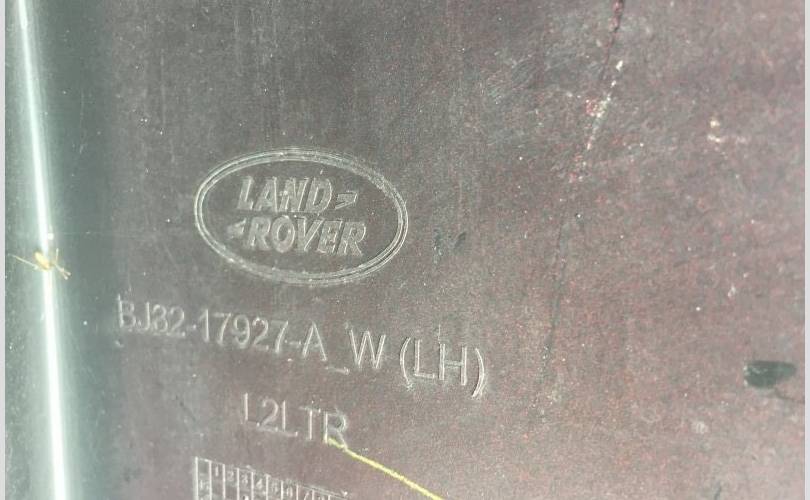 LAND
ROVER
BJ32-17927-A_W (LH)
L2LTR